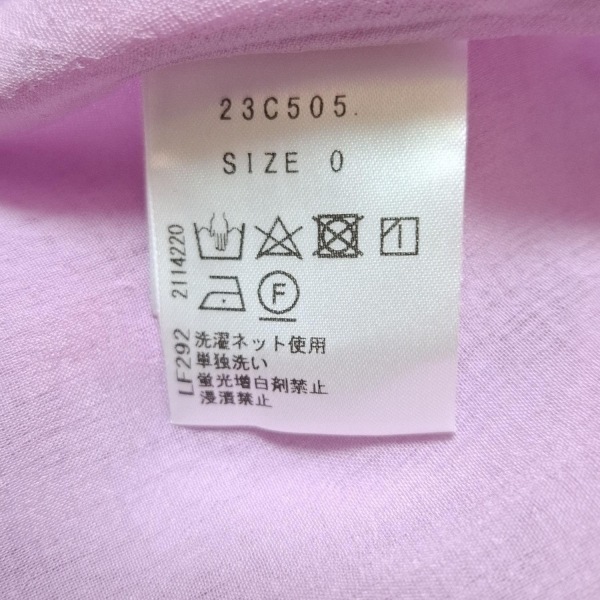 23C505.
SIZE 0
F
洗濯ネット使用
単独洗い
蛍光増白剤禁止
浸漬禁止
LF292 2114220